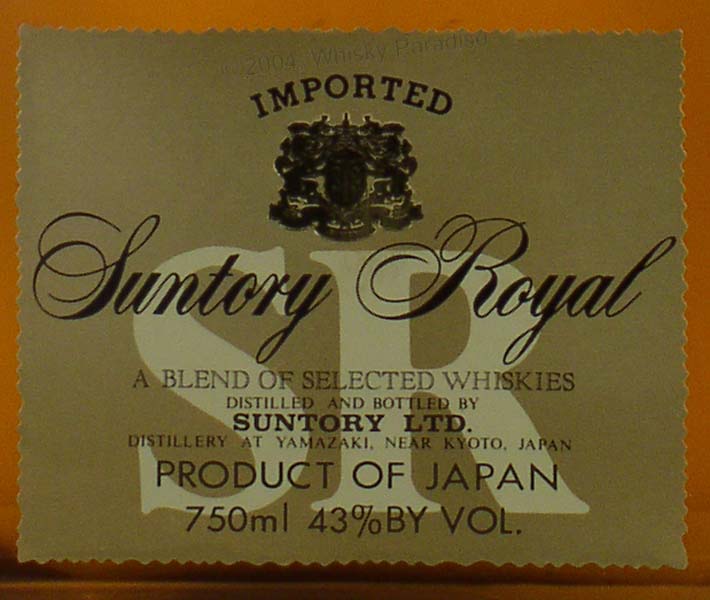 © 2004, Whisky Paradise
IMPORTED
SR
Suntory Royal
A BLEND OF SELECTED WHISKIES
DISTILLED AND BOTTLED BY
SUNTORY LTD.
DISTILLERY AT YAMAZAKI, NEAR KYOTO, JAPAN
PRODUCT OF JAPAN
750ml 43%BY VOL.